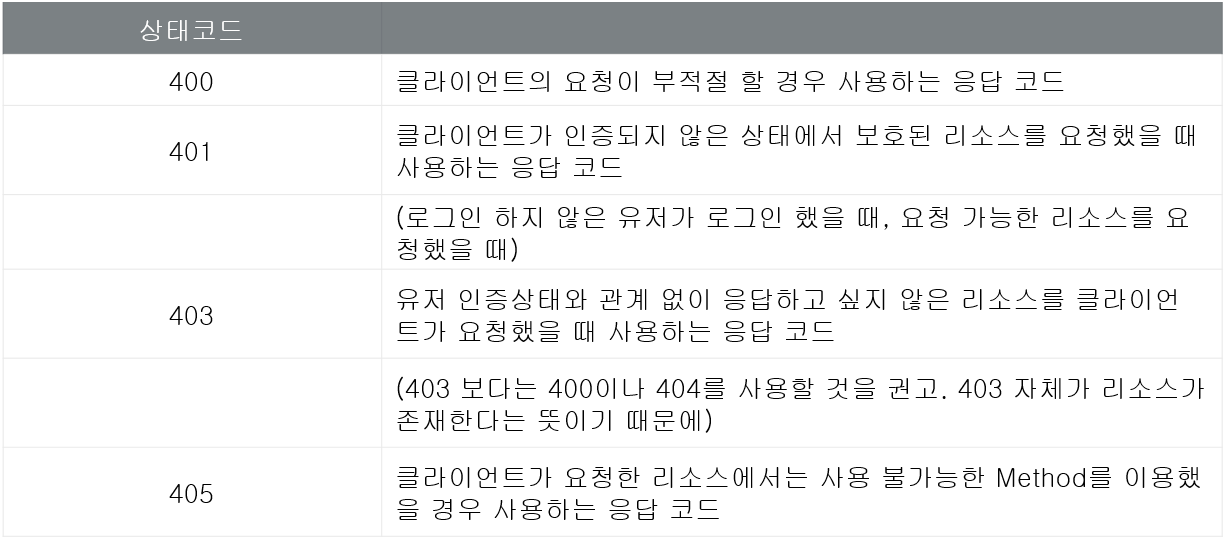 상태코드
400
클라이언트의 요청이 부적절 할 경우 사용하는 응답 코드
401
클라이언트가 인증되지 않은 상태에서 보호된 리소스를 요청했을 때
사용하는 응답 코드
(로그인 하지 않은 유저가 로그인 했을 때, 요청 가능한 리소스를 요
청했을 때)
403
유저 인증상태와 관계 없이 응답하고 싶지 않은 리소스를 클라이언
트가 요청했을 때 사용하는 응답 코드
(403 보다는 400이나 404를 사용할 것을 권고. 403 자체가 리소스가
존재한다는 뜻이기 때문에)
405
클라이언트가 요청한 리소스에서는 사용 불가능한 Method를 이용했
을 경우 사용하는 응답 코드